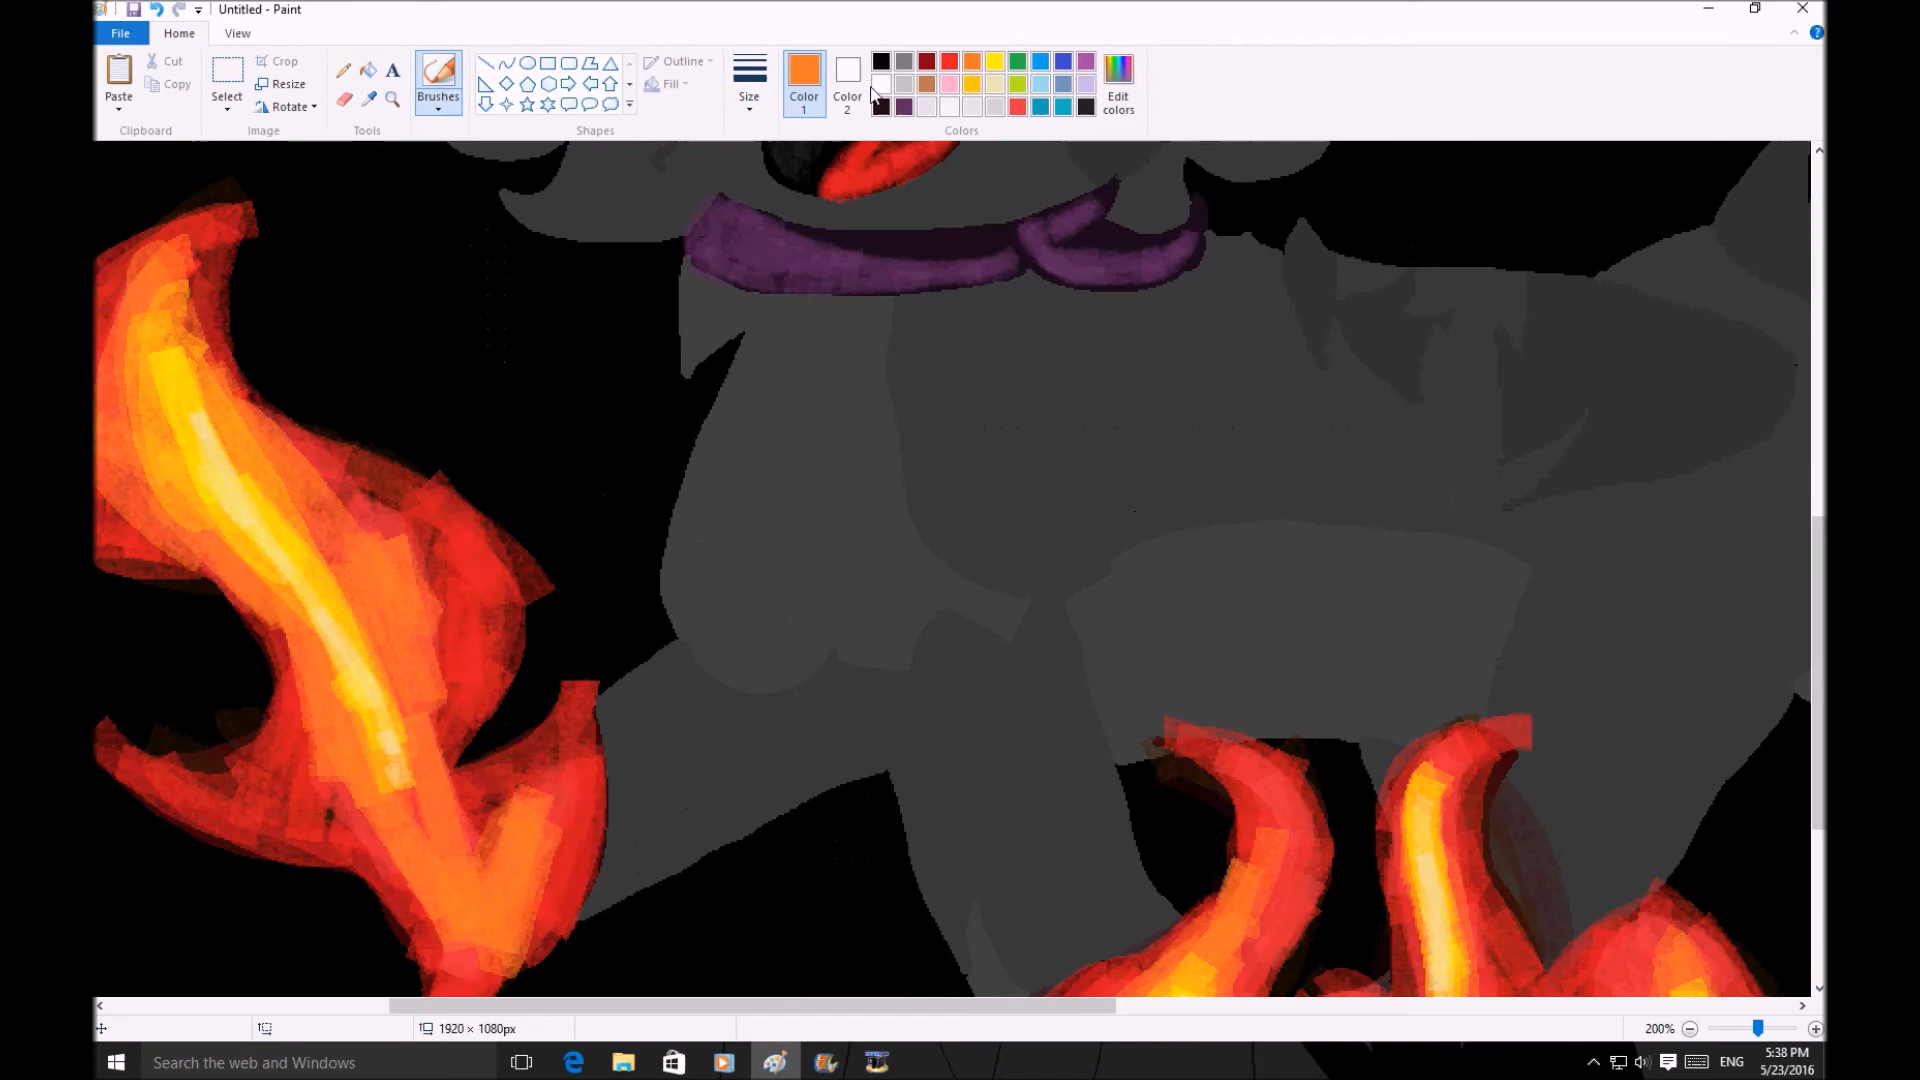 Untitled - Paint
File Home View
Paste
Cut
Copy
Clipboard
Select
Crop
Resize
Rotate
Image
A
Tools
Brushes
Outline
Fill
Shapes
Size
Color 1
Color 2
Edit colors
Colors
1920 × 1080px
200%
Search the web and Windows
ENG
5:38 PM
5/23/2016